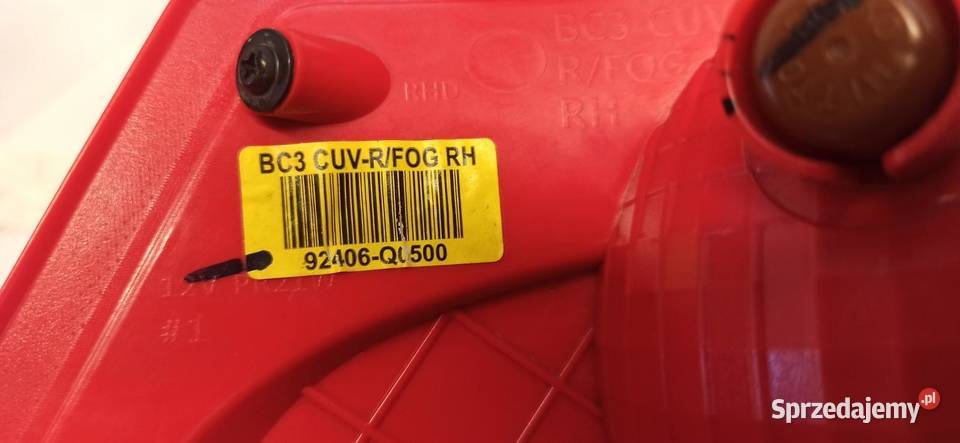 BC3 CUV
R/FOG
RH
RHD
BC3 CUV-R/FOG RH
92406-Q0500
#1
Sprzedajemy.pl